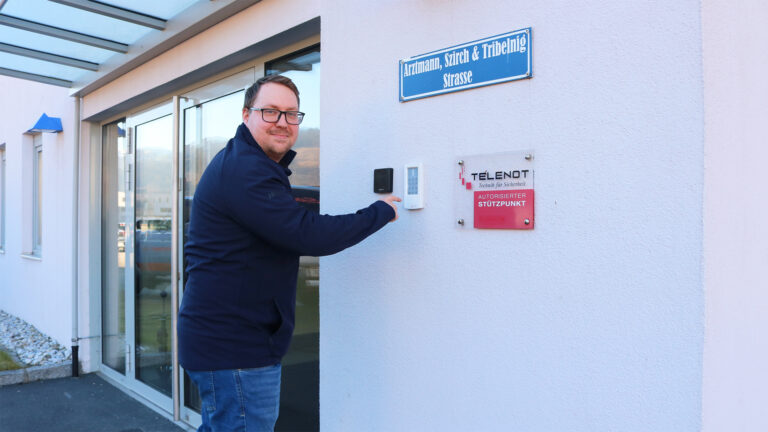 Arztmann, Szirch & Tribelnig
Strasse
TELENOT
Technik für Sicherheit
AUTORISIERTER
STÜTZPUNKT